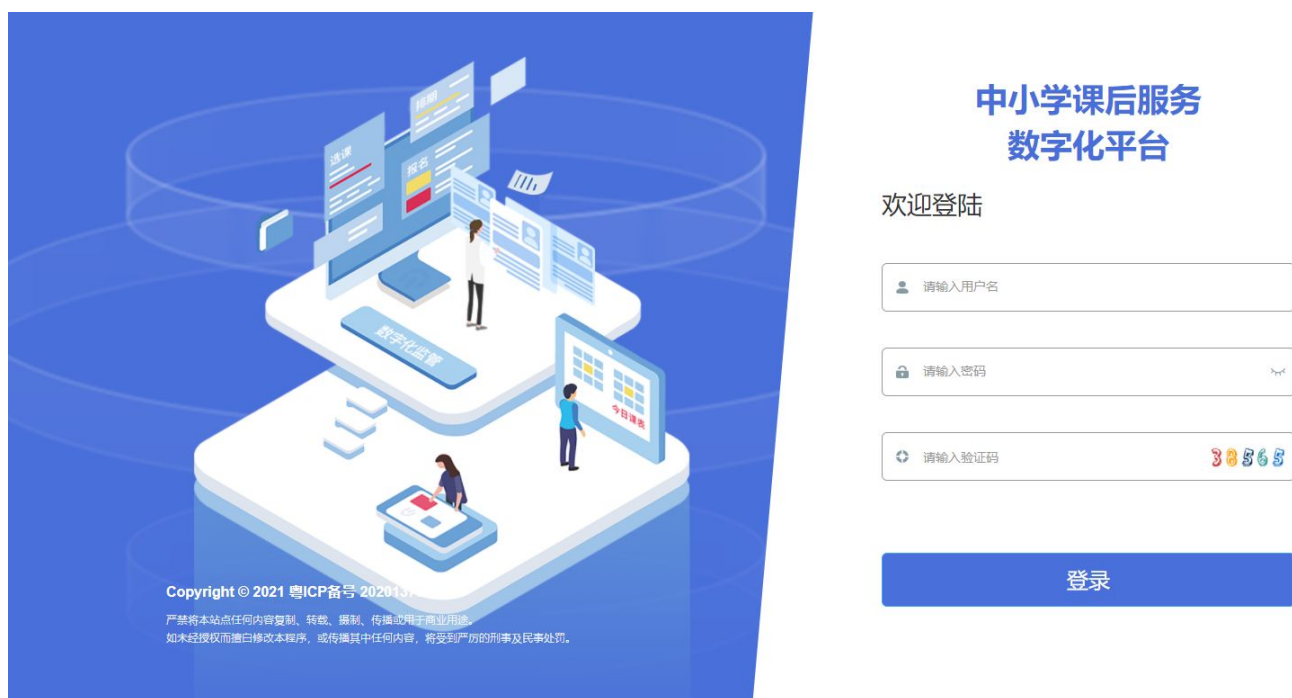 排期
选课
报名
数字化监管
今日课表
Copyright © 2021 粤ICP备号 202013
严禁将本站点任何内容复制、转载、摄制、传播或用于商业用途。
如未经授权而擅自修改本程序，或传播其中任何内容，将受到严厉的刑事及民事处罚。
中小学课后服务
数字化平台
欢迎登陆
请输入用户名
请输入密码
请输入验证码
38565
登录